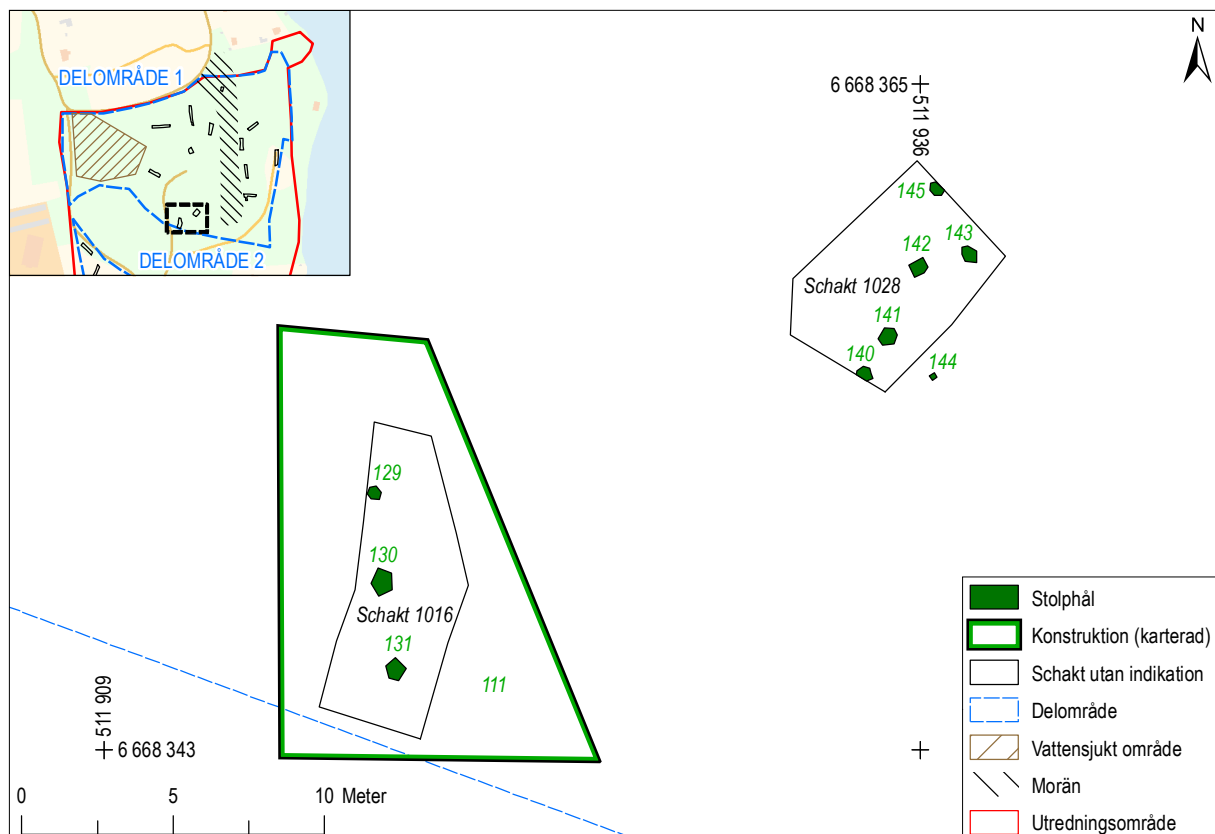 DELOMRÅDE 1
DELOMRÅDE 2
N
6 668 365
511 936
145
143
142
Schakt 1028
141
140
144
129
130
Schakt 1016
131
111
511 909
6 668 343
0 5 10 Meter
Stolphål
Konstruktion (karterad)
Schakt utan indikation
Delområde
Vattensjukt område
Morän
Utredningsområde